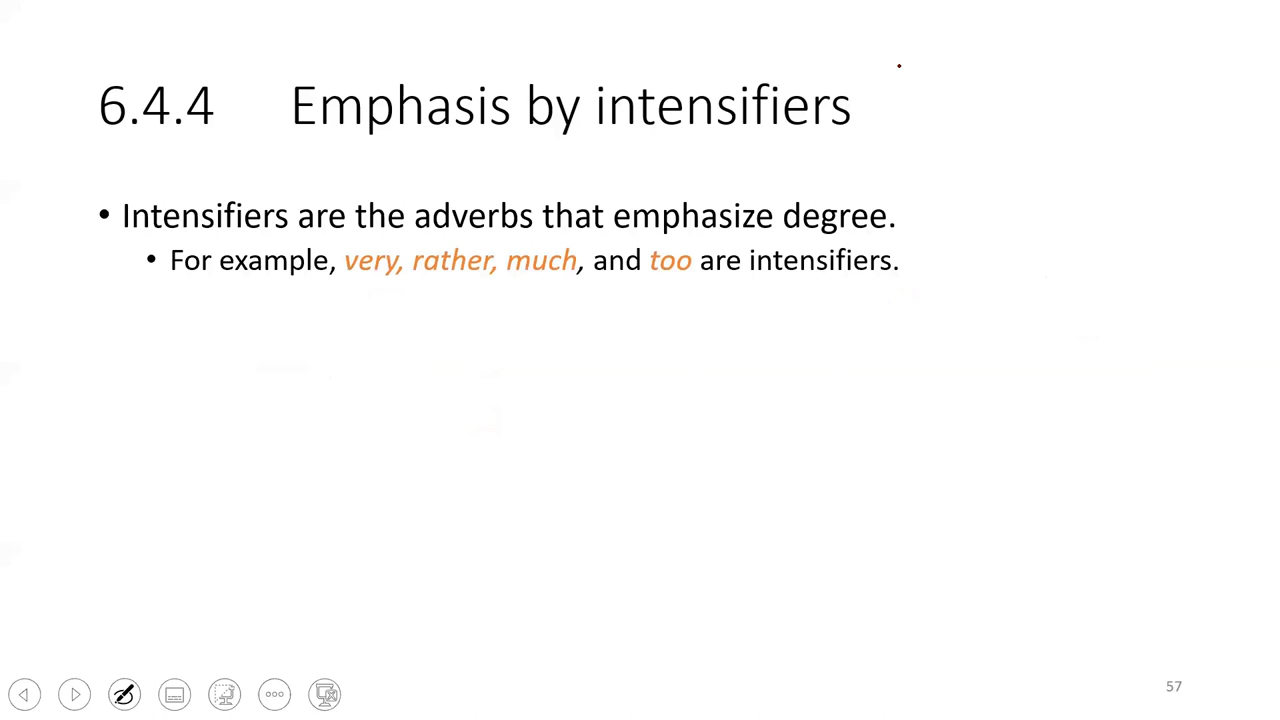 6.4.4 Emphasis by intensifiers
• Intensifiers are the adverbs that emphasize degree.
• For example, very, rather, much, and too are intensifiers.
57